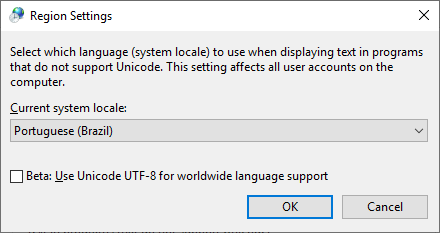 Region Settings
Select which language (system locale) to use when displaying text in programs
that do not support Unicode. This setting affects all user accounts on the
computer.
Current system locale:
Portuguese (Brazil)
Beta: Use Unicode UTF-8 for worldwide language support
OK Cancel